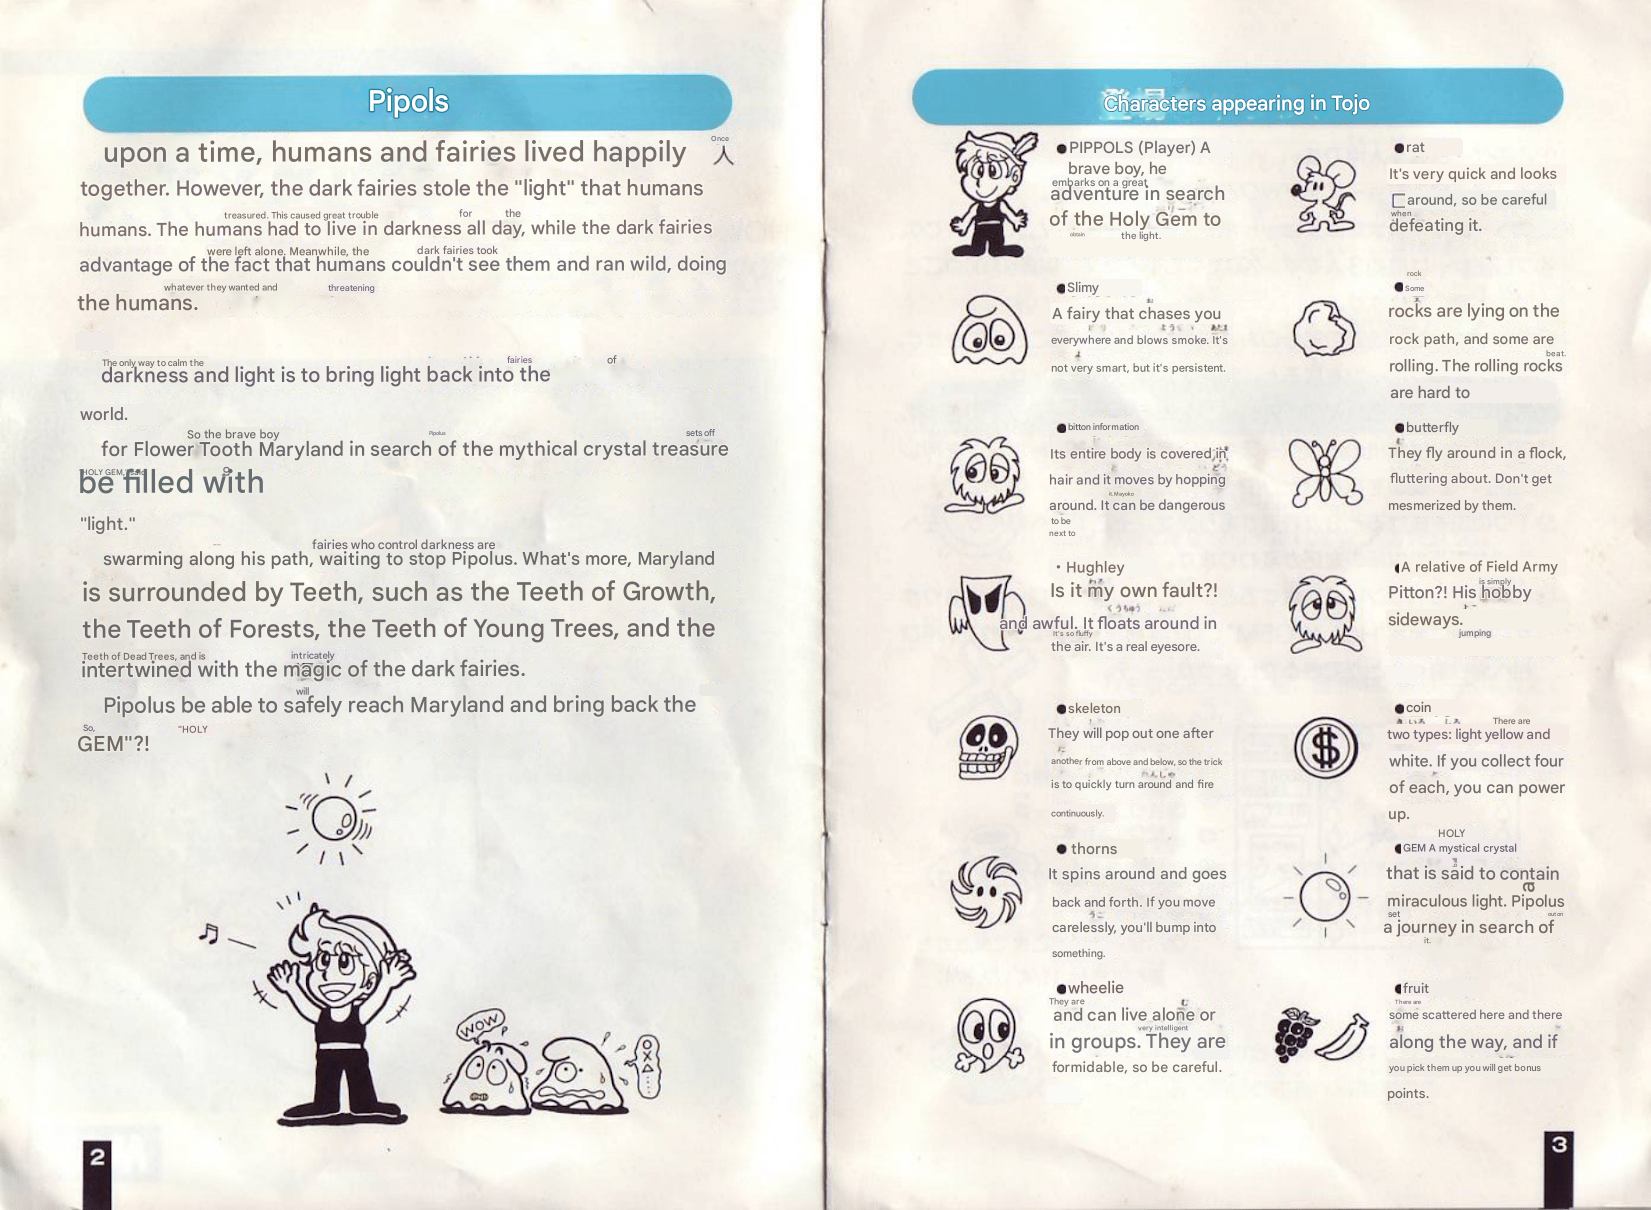 Pipols
Once
upon a time, humans and fairies lived happily 人
together. However, the dark fairies stole the "light" that humans
treasured. This caused great trouble for the
humans. The humans had to live in darkness all day, while the dark fairies
were left alone. Meanwhile, the dark fairies took
advantage of the fact that humans couldn't see them and ran wild, doing
whatever they wanted and threatening
the humans.
The only way to calm the fairies of
darkness and light is to bring light back into the
world.
So the brave boy Pipolus sets off
for Flower Tooth Maryland in search of the mythical crystal treasure
"HOLY GEM," said
be filled with
"light."
fairies who control darkness are
swarming along his path, waiting to stop Pipolus. What's more, Maryland
is surrounded by Teeth, such as the Teeth of Growth,
the Teeth of Forests, the Teeth of Young Trees, and the
Teeth of Dead Trees, and is intricately
intertwined with the magic of the dark fairies.
will
Pipolus be able to safely reach Maryland and bring back the
So, "HOLY
GEM"?!
WOW
OX△....
2
Characters appearing in Tojo
●PIPPOLS (Player) A
brave boy, he
embarks on a great
adventure in search
of the Holy Gem to
obtain the light.
●Slimy
A fairy that chases you
everywhere and blows smoke. It's
not very smart, but it's persistent.
●bitton information
Its entire body is covered in
hair and it moves by hopping
it. Mayoko
around. It can be dangerous
to be
next to
• Hughley
Is it my own fault?!
くうちゅう
and awful. It floats around in
It's so fluffy
the air. It's a real eyesore.
●skeleton
They will pop out one after
another from above and below, so the trick
is to quickly turn around and fire
continuously.
● thorns
It spins around and goes
back and forth. If you move
carelessly, you'll bump into
something.
●wheelie
They are
and can live alone or
very intelligent
in groups. They are
formidable, so be careful.
●rat
It's very quick and looks
around, so be careful
when
defeating it.
rock
●Some
rocks are lying on the
rock path, and some are
beat.
rolling. The rolling rocks
are hard to
●butterfly
They fly around in a flock,
fluttering about. Don't get
mesmerized by them.
●A relative of Field Army
is simply
Pitton?! His hobby
sideways.
jumping
●coin
There are
two types: light yellow and
white. If you collect four
of each, you can power
up.
HOLY
●GEM A mystical crystal
that is said to contain
miraculous light. Pipolus
set out on
a journey in search of
it.
●fruit
There are
some scattered here and there
along the way, and if
you pick them up you will get bonus
points.
3